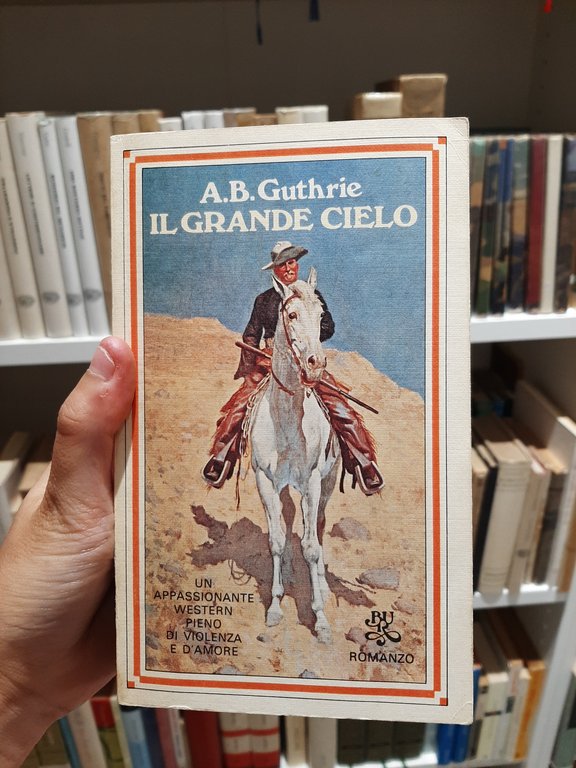 A.B. Guthrie
IL GRANDE CIELO
UN
APPASSIONANTE
WESTERN
PIENO
DI VIOLENZA
E D'AMORE
BUR
ROMANZO